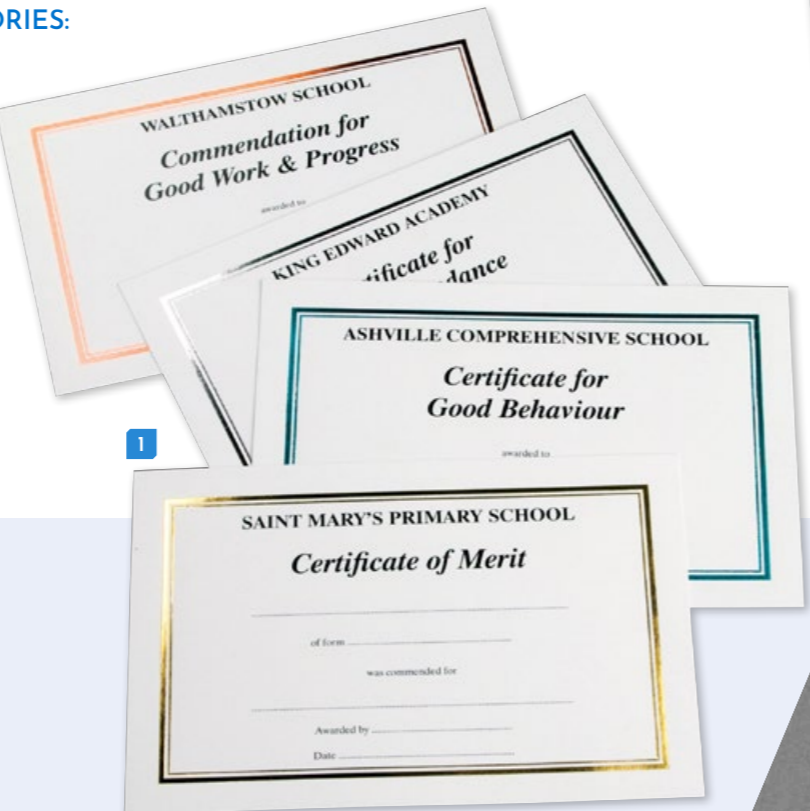 ORIES:
WALTHAMSTOW SCHOOL
Commendation for
Good Work & Progress
awarded to
KING EDWARD ACADEMY
tificate for
dance
ASHVILLE COMPREHENSIVE SCHOOL
Certificate for
Good Behaviour
awarded to
1
SAINT MARY'S PRIMARY SCHOOL
Certificate of Merit
of form
was commended for
Awarded by
Date